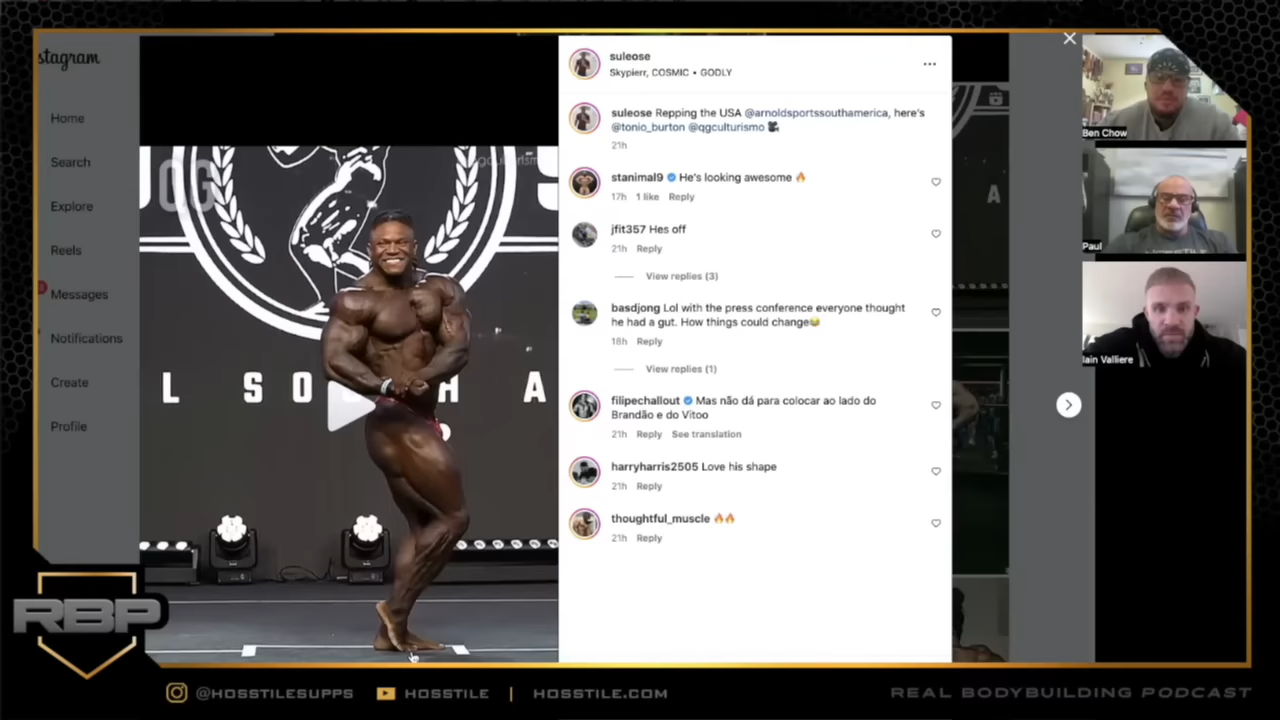 stagram
Home
Search
Explore
Reels
Messages
Notifications
Create
Profile
L SO H A
suleose
Skypierr, COSMIC • GODLY
suleose Repping the USA @arnoldsportssouthamerica, here's
@tonio_burton @qgculturismo 🎥
21h
stanimal9 He's looking awesome 🔥
17h 1 like Reply
jfit357 Hes off
21h Reply
View replies (3)
basdjong Lol with the press conference everyone thought
he had a gut. How things could change😂
18h Reply
View replies (1)
filipechallout Mas não dá para colocar ao lado do
Brandão e do Vitoo
21h Reply See translation
harryharris2505 Love his shape
21h Reply
thoughtful_muscle 🔥🔥
21h Reply
A
Ben Chow
Paul
Iain Valliere
RBP
@HOSSTILESUPPS
HOSSTILE | HOSSTILE.COM
REAL BODYBUILDING PODCAST